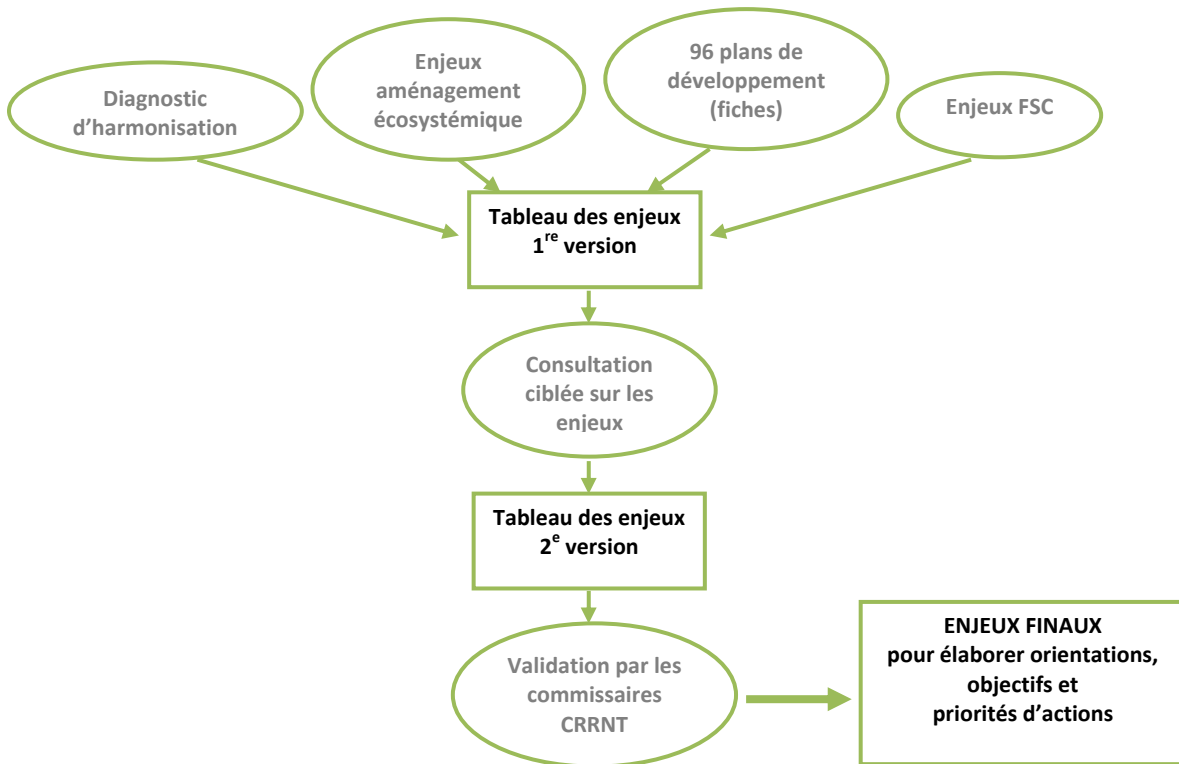 Diagnostic
d'harmonisation
Enjeux
aménagement
écosystémique
96 plans de
développement
(fiches)
Enjeux FSC
Tableau des enjeux
1re version
Consultation
ciblée sur les
enjeux
Tableau des enjeux
2e version
Validation par les
commissaires
CRRNT
ENJEUX FINAUX
pour élaborer orientations,
objectifs et
priorités d'actions